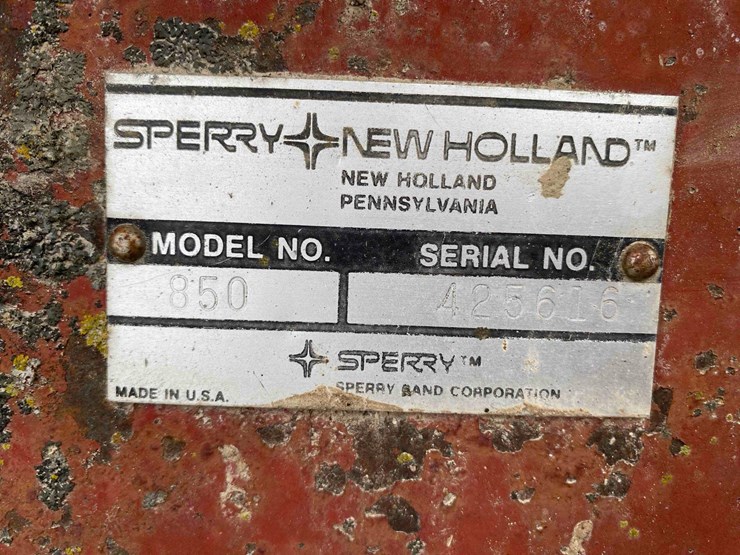 SPERRY NEW HOLLAND™
NEW HOLLAND
PENNSYLVANIA
MODEL NO. SERIAL NO.
850 425616
SPERRY™
MADE IN U.S.A. SPERRY RAND CORPORATION